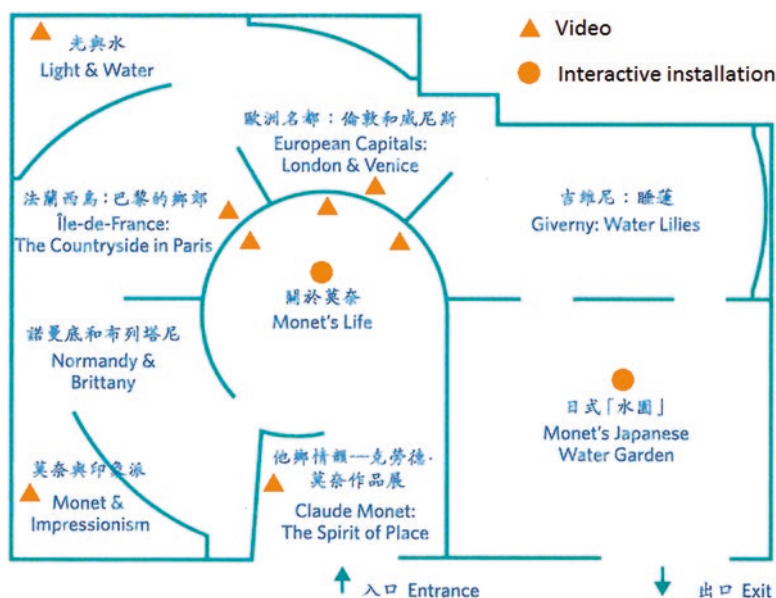 光與水
Light & Water
Video
Interactive installation
歐洲名都：倫敦和威尼斯
European Capitals:
London & Venice
法蘭西島：巴黎的鄉郊
Île-de-France:
The Countryside in Paris
吉維尼：睡蓮
Giverny: Water Lilies
關於莫奈
Monet's Life
諾曼底和布列塔尼
Normandy &
Brittany
日式「水園」
Monet's Japanese
Water Garden
莫奈與印象派
Monet &
Impressionism
他鄉情韻—克勞德·
莫奈作品展
Claude Monet:
The Spirit of Place
入口 Entrance
出口 Exit